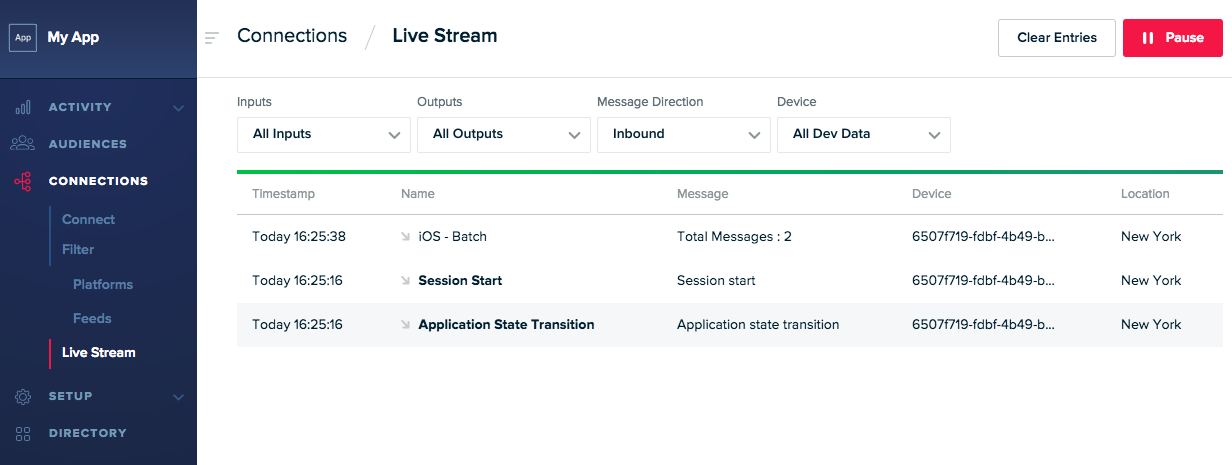 App My App
Connections / Live Stream
Clear Entries
Pause
ACTIVITY
AUDIENCES
CONNECTIONS
Connect
Filter
Platforms
Feeds
Live Stream
SETUP
DIRECTORY
Inputs Outputs Message Direction Device
All Inputs All Outputs Inbound All Dev Data
Timestamp Name Message Device Location
Today 16:25:38 iOS - Batch Total Messages : 2 6507f719-fdbf-4b49-b... New York
Today 16:25:16 Session Start Session start 6507f719-fdbf-4b49-b... New York
Today 16:25:16 Application State Transition Application state transition 6507f719-fdbf-4b49-b... New York